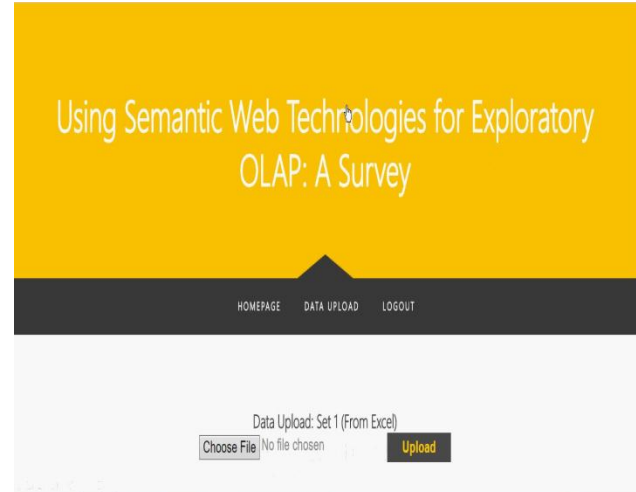 Using Semantic Web Technologies for Exploratory
OLAP: A Survey
HOMEPAGE DATA UPLOAD LOGOUT
Data Upload: Set 1 (From Excel)
Choose File No file chosen Upload